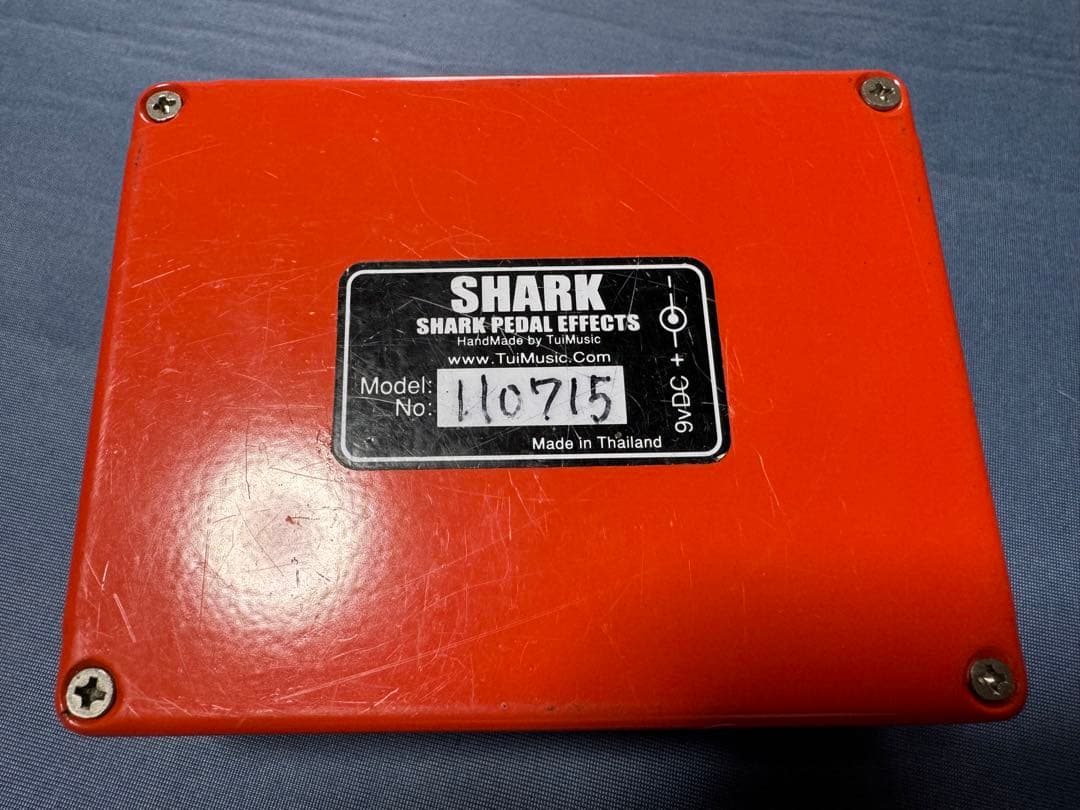 SHARK
SHARK PEDAL EFFECTS
HandMade by TuiMusic
www.TuiMusic.Com
Model:
No: 110715
Made in Thailand
9vDC + -